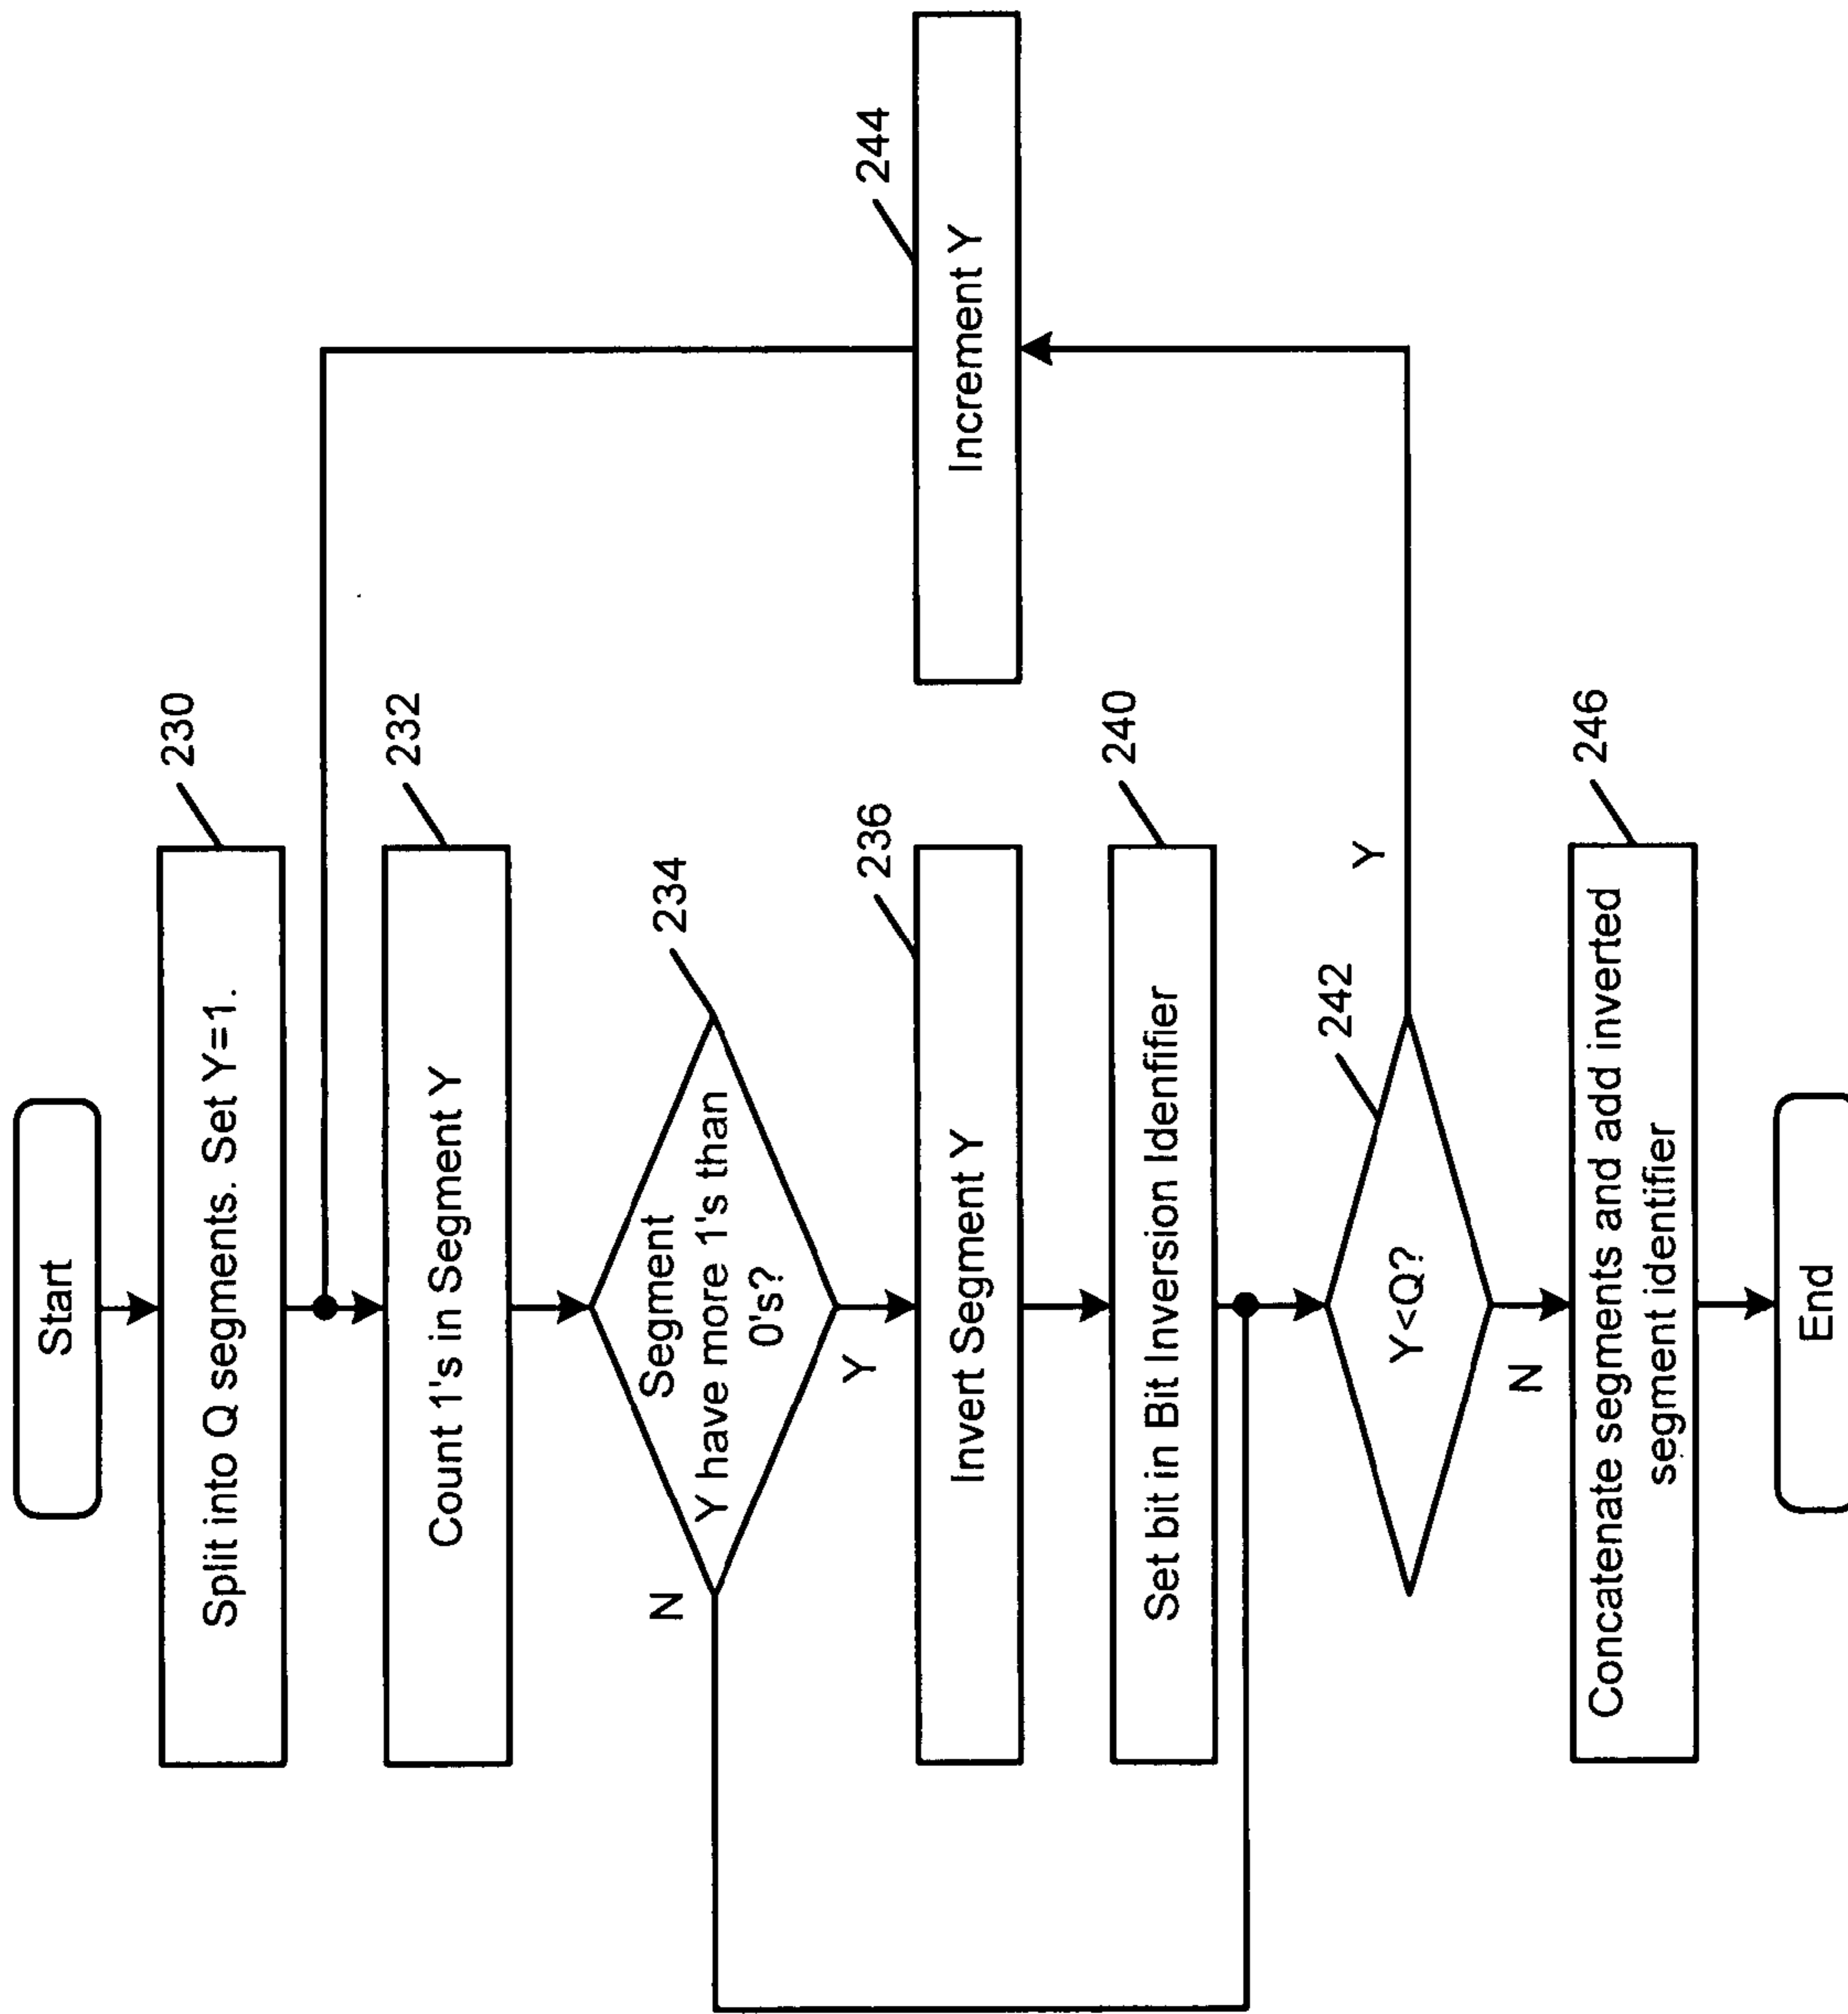 Start
Split into Q segments. Set Y=1.
230
Count 1's in Segment Y
232
Segment
Y have more 1's than
0's?
234
N
Y
Invert Segment Y
236
Increment Y
244
Set bit in Bit Inversion Idenfifier
240
Y<Q?
242
Y
N
Concatenate segments and add inverted
segment identifier
246
End